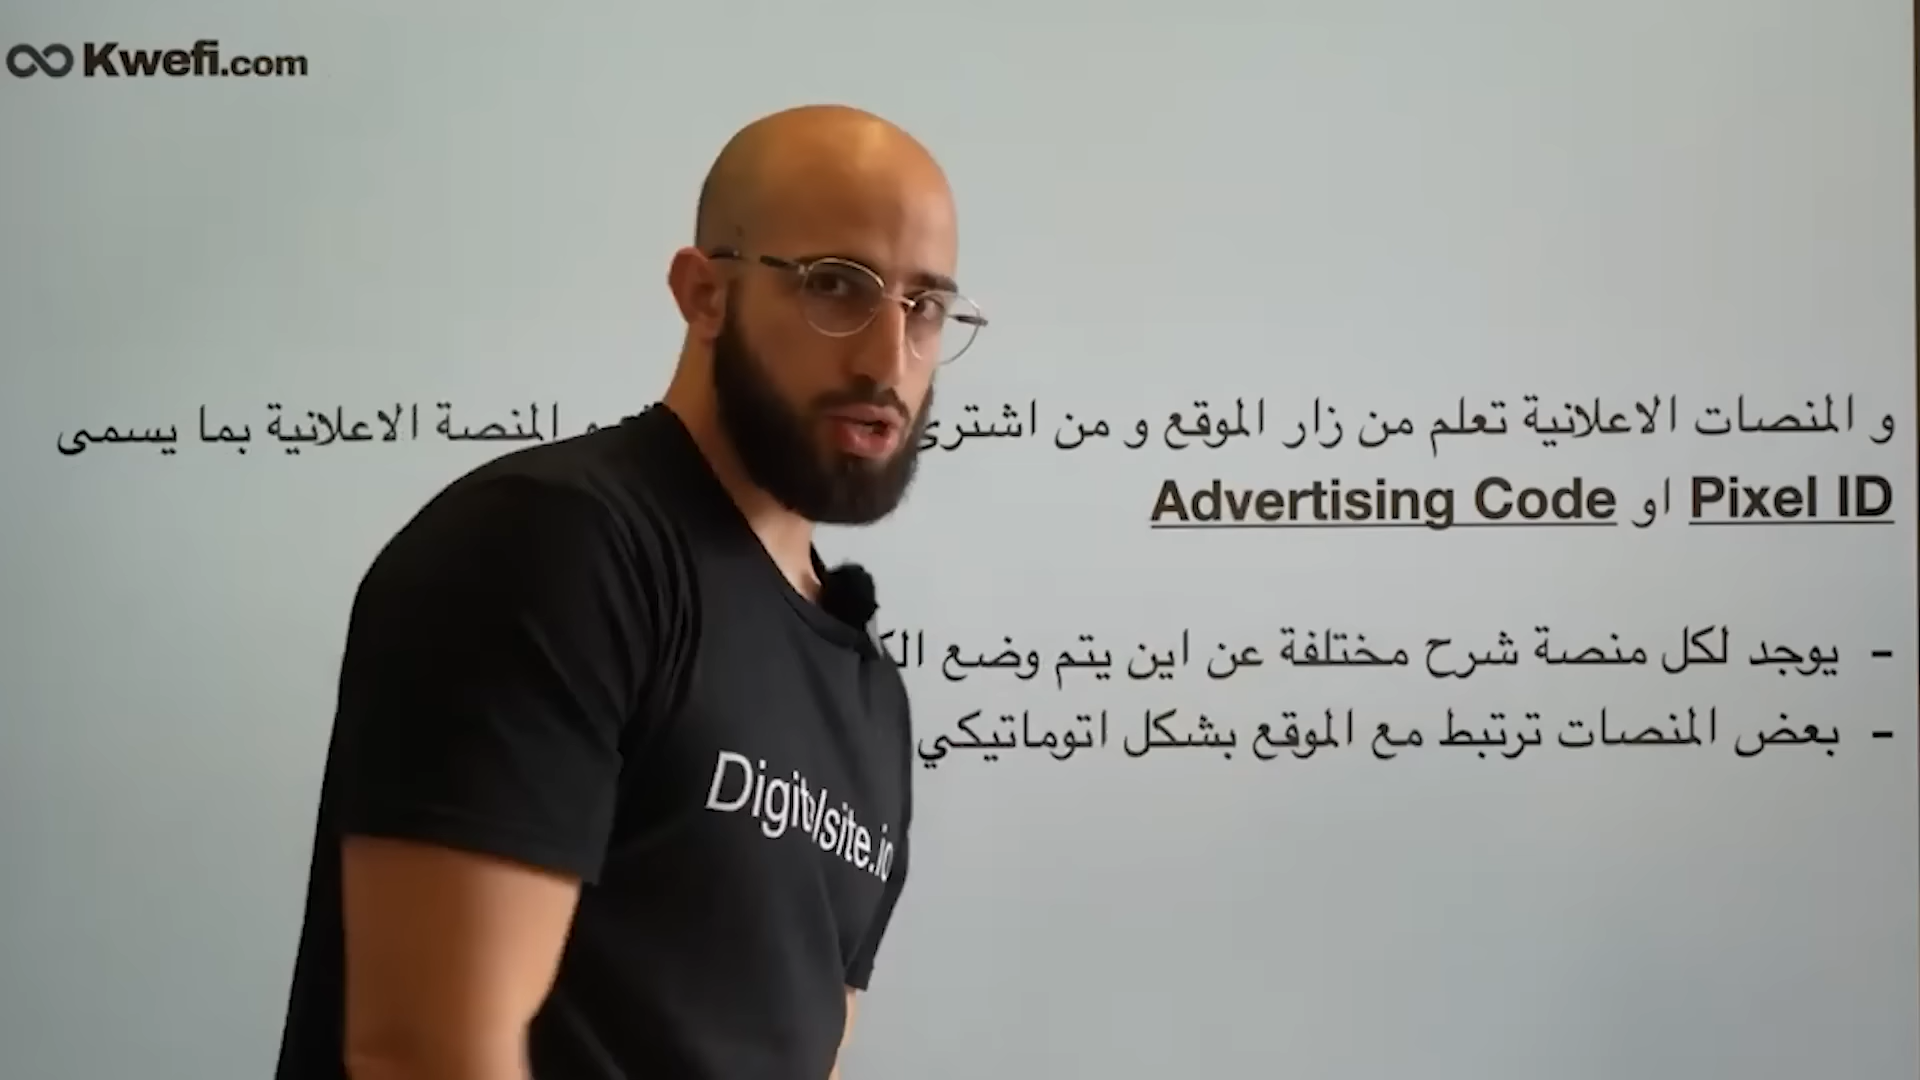 Kwefi.com
و المنصات الاعلانية تعلم من زار الموقع و من اشترى و المنصة الاعلانية بما يسمى
Pixel ID او Advertising Code
- يوجد لكل منصة شرح مختلفة عن اين يتم وضع
- بعض المنصات ترتبط مع الموقع بشكل اتوماتيكي
Digitalsite.io